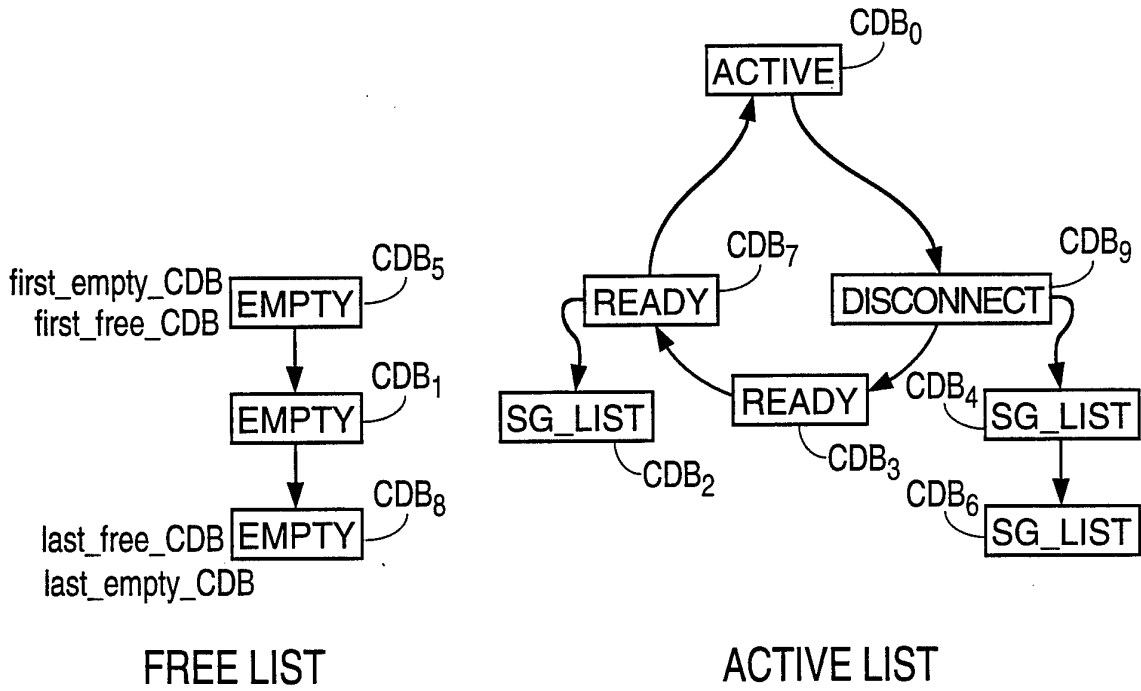 CDB0
ACTIVE
CDB5
CDB7
CDB9
first_empty_CDB
EMPTY
first_free_CDB
READY
DISCONNECT
CDB1
EMPTY
SG_LIST
READY
CDB4
SG_LIST
CDB2
CDB3
CDB8
CDB6
last_free_CDB
EMPTY
SG_LIST
last_empty_CDB
FREE LIST
ACTIVE LIST